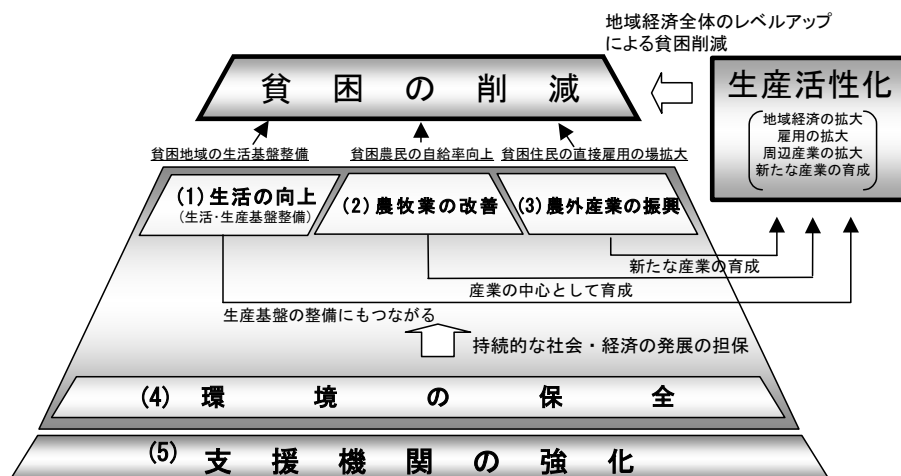 地域経済全体のレベルアップ
による貧困削減
貧困の削減
生産活性化
地域経済の拡大
雇用の拡大
周辺産業の拡大
新たな産業の育成
貧困地域の生活基盤整備
貧困農民の自給率向上
貧困住民の直接雇用の場拡大
(1)生活の向上
(生活・生産基盤整備)
(2)農牧業の改善
(3)農外産業の振興
新たな産業の育成
産業の中心として育成
生産基盤の整備にもつながる
持続的な社会・経済の発展の担保
(4)環境の保全
(5)支援機関の強化